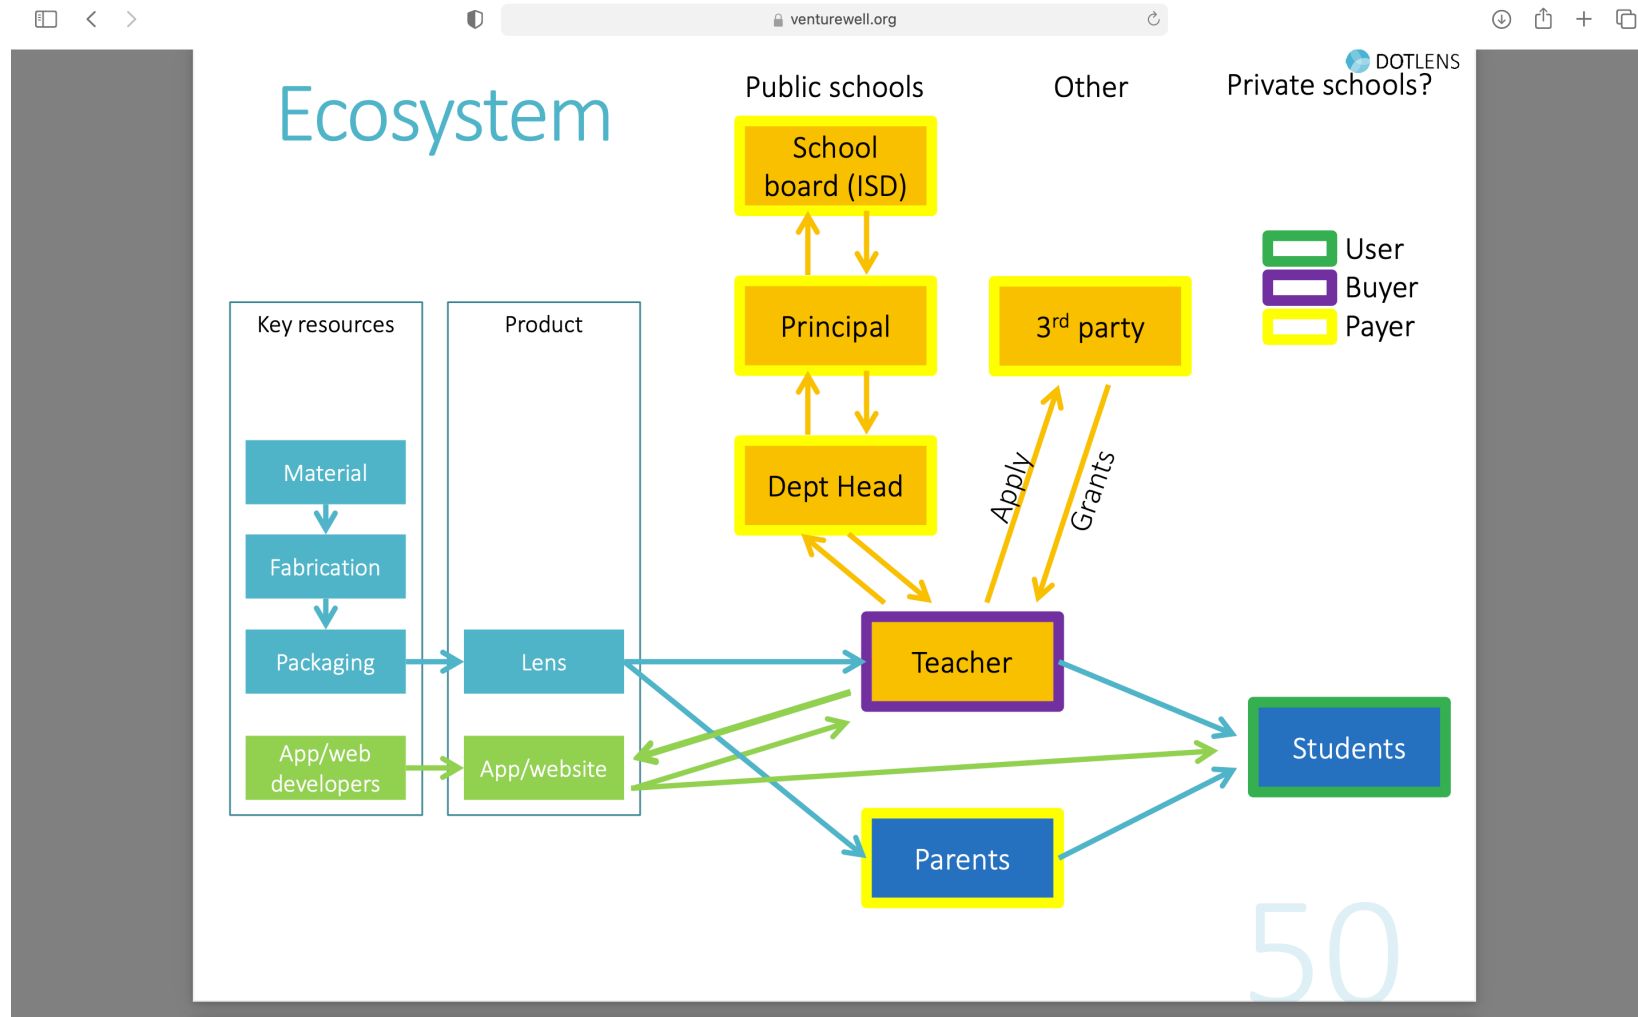 venturewell.org
DOTLENS
Ecosystem
Public schools
Other
Private schools?
School
board (ISD)
User
Buyer
Payer
Key resources
Product
Principal
3rd party
Material
Dept Head
Apply
Grants
Fabrication
Packaging
Lens
Teacher
App/web
developers
App/website
Students
Parents
50